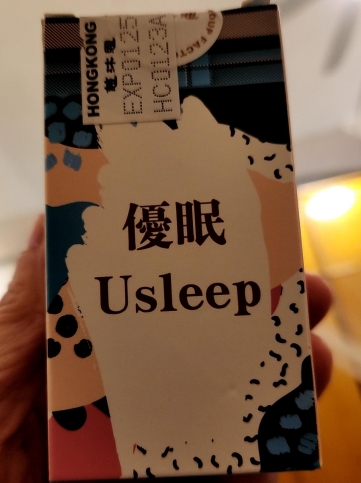 HONGKONG
EXP0125
HC0123A
優眠
Usleep